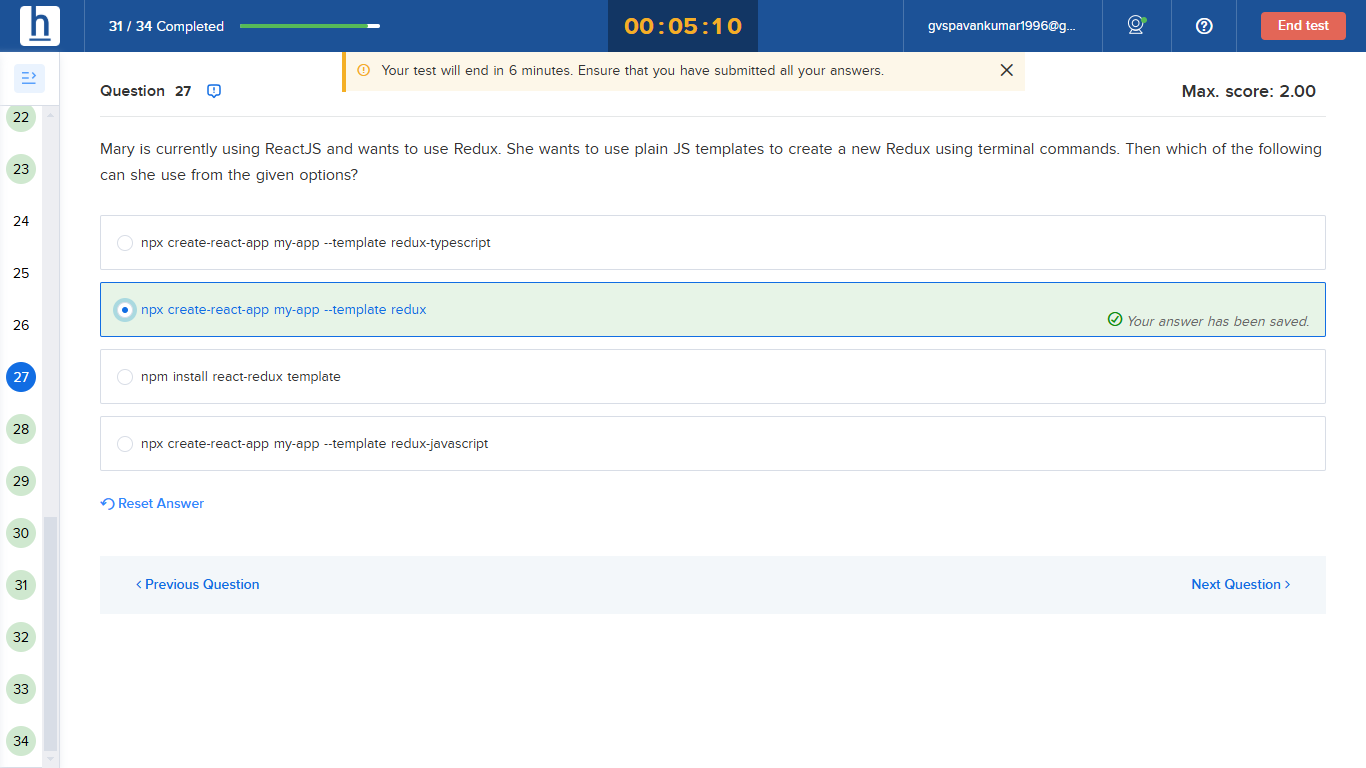 h
31 / 34 Completed
00:05:10
gvspavankumar1996@g...
End test
Your test will end in 6 minutes. Ensure that you have submitted all your answers.
Question 27
Max. score: 2.00
Mary is currently using ReactJS and wants to use Redux. She wants to use plain JS templates to create a new Redux using terminal commands. Then which of the following
can she use from the given options?
npx create-react-app my-app --template redux-typescript
npx create-react-app my-app --template redux
Your answer has been saved.
npm install react-redux template
npx create-react-app my-app --template redux-javascript
Reset Answer
< Previous Question
Next Question >
22
23
24
25
26
27
28
29
30
31
32
33
34